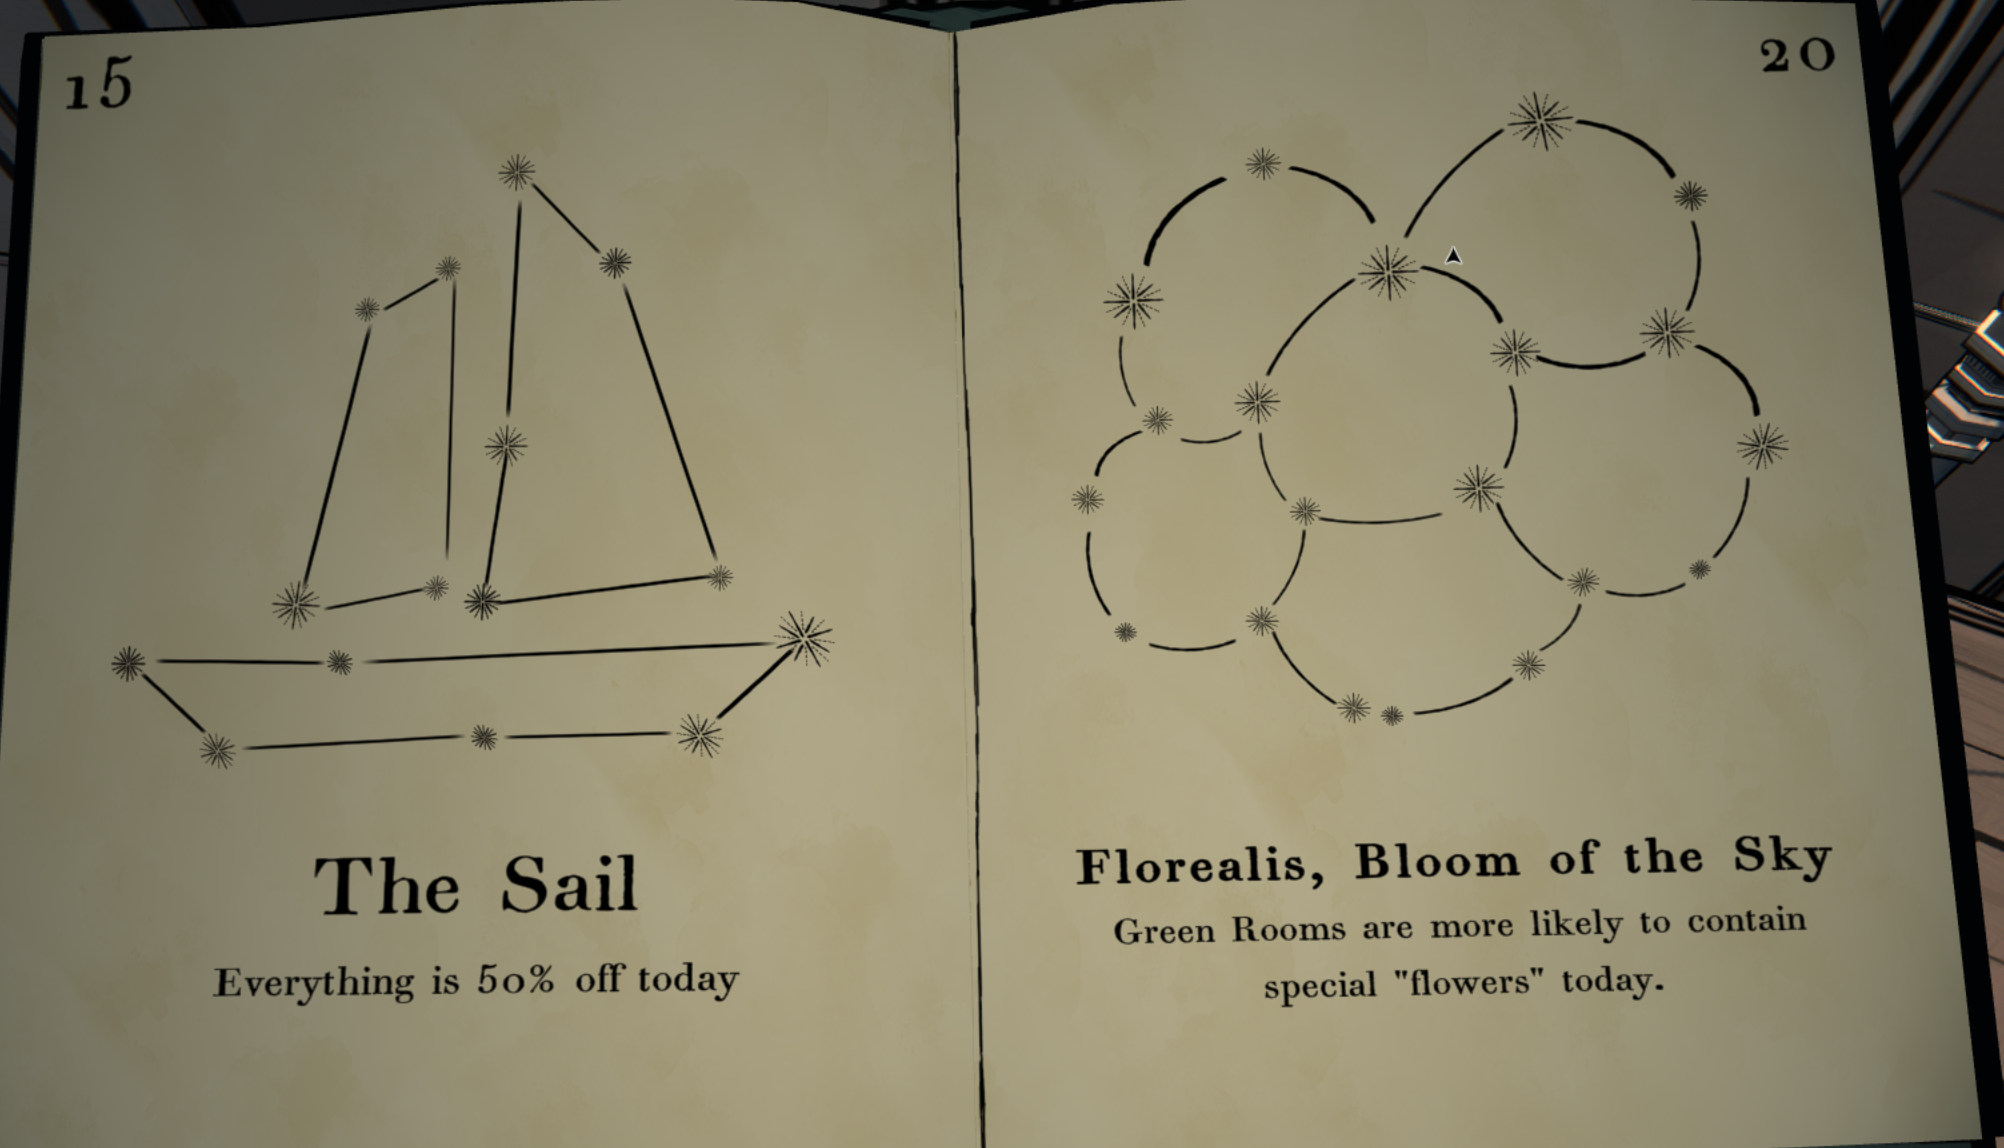 15
The Sail
Everything is 50% off today
20
Florealis, Bloom of the Sky
Green Rooms are more likely to contain
special "flowers" today.